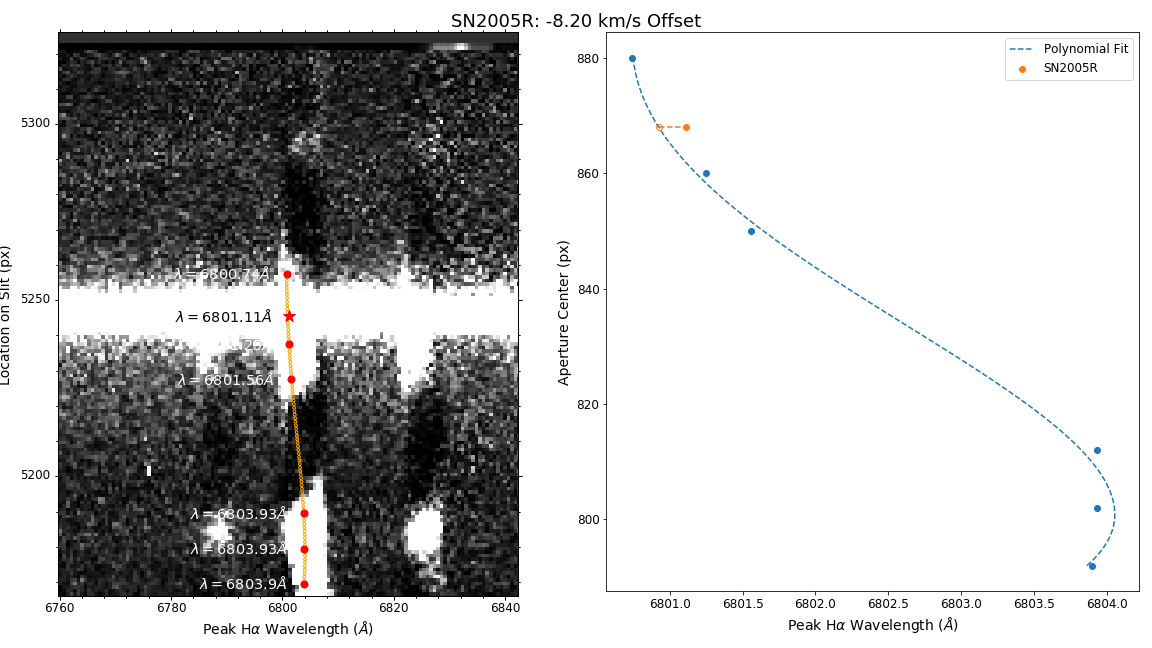 SN2005R: -8.20 km/s Offset
Location on Slit (px)
5300
5250
5200
λ = 6800.74Å
λ = 6801.11Å
λ = 6801.56Å
λ = 6803.93Å
λ = 6803.93Å
λ = 6803.9Å
6760 6780 6800 6820 6840
Peak Hα Wavelength (Å)
Aperture Center (px)
880
860
840
820
800
Polynomial Fit
SN2005R
6801.0 6801.5 6802.0 6802.5 6803.0 6803.5 6804.0
Peak Hα Wavelength (Å)